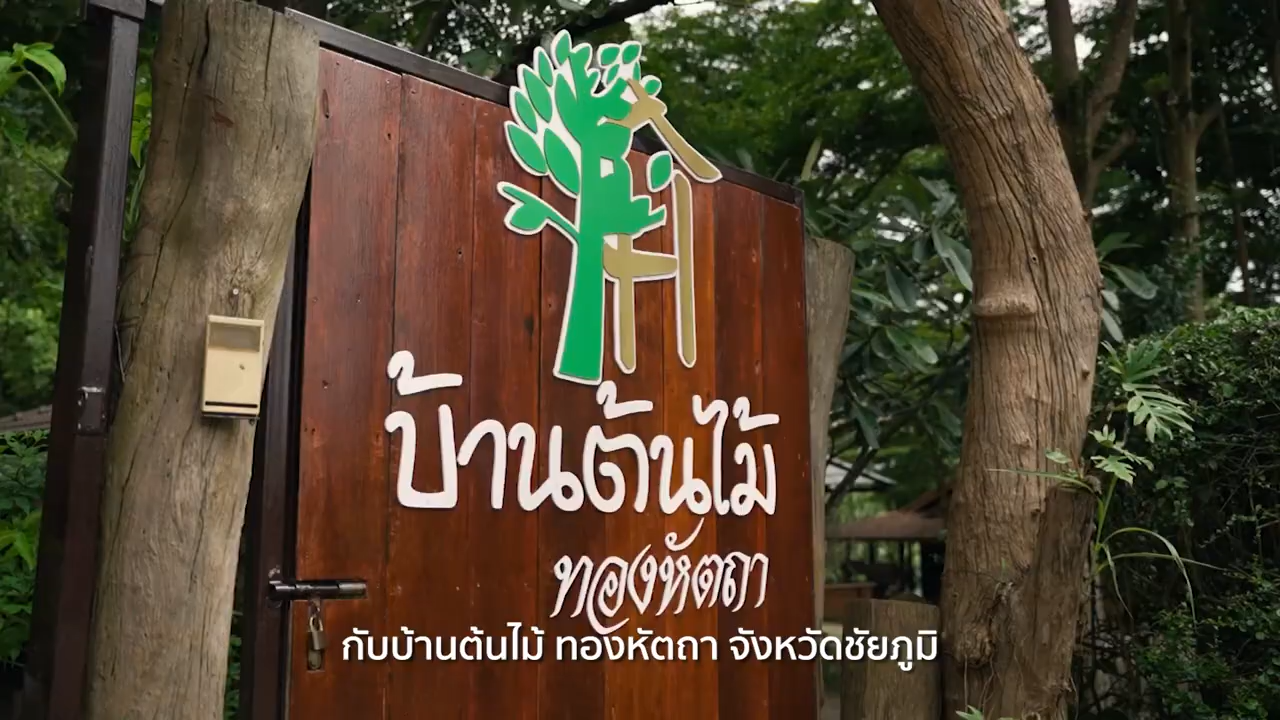 บ้านต้นไม้
ทองหัตถา
กับบ้านต้นไม้ ทองหัตถา จังหวัดชัยภูมิ